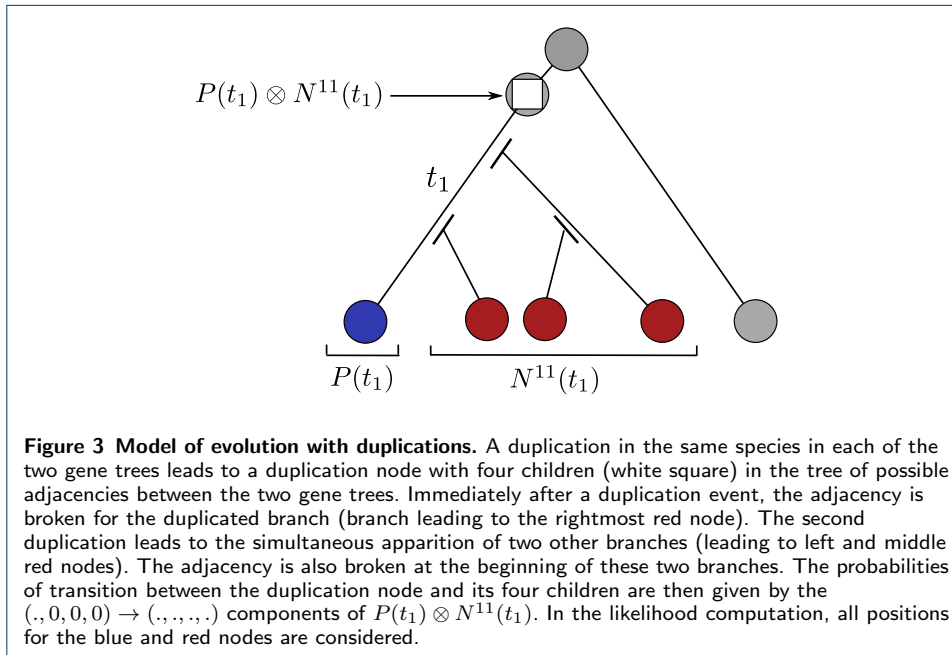 P(t₁) ⊗ N¹¹(t₁)
t₁
P(t₁) N¹¹(t₁)
Figure 3 Model of evolution with duplications. A duplication in the same species in each of the
two gene trees leads to a duplication node with four children (white square) in the tree of possible
adjacencies between the two gene trees. Immediately after a duplication event, the adjacency is
broken for the duplicated branch (branch leading to the rightmost red node). The second
duplication leads to the simultaneous apparition of two other branches (leading to left and middle
red nodes). The adjacency is also broken at the beginning of these two branches. The probabilities
of transition between the duplication node and its four children are then given by the
(., 0, 0, 0) → (., ., ., .) components of P(t₁) ⊗ N¹¹(t₁). In the likelihood computation, all positions
for the blue and red nodes are considered.